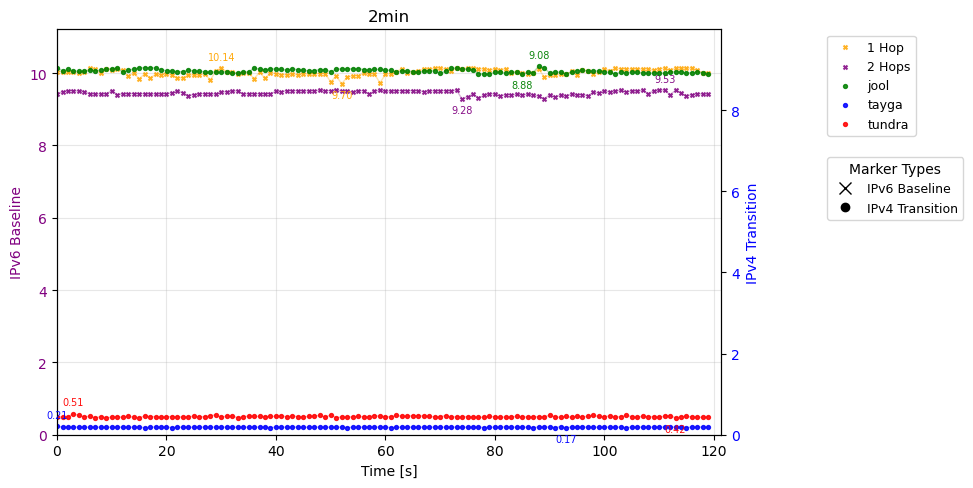 2min
10.14
9.08
1 Hop
2 Hops
jool
tayga
tundra
Marker Types
IPv6 Baseline
IPv4 Transition
9.70
8.88
9.53
9.28
0.51
0.21
0.42
0.17
10
8
6
4
2
0
IPv6 Baseline
8
6
4
2
0
IPv4 Transition
0
20
40
60
80
100
120
Time [s]